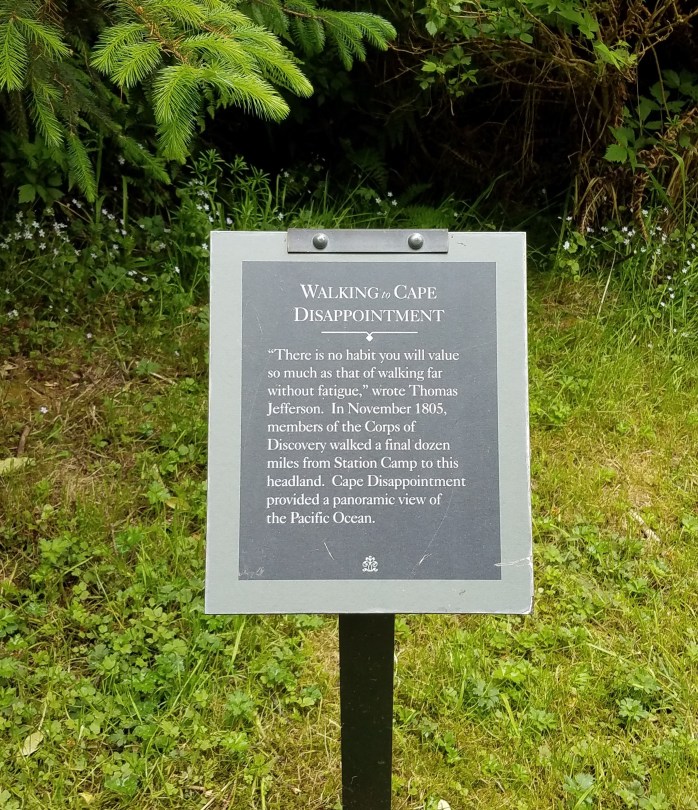 WALKING to CAPE
DISAPPOINTMENT
“There is no habit you will value
so much as that of walking far
without fatigue,” wrote Thomas
Jefferson. In November 1805,
members of the Corps of
Discovery walked a final dozen
miles from Station Camp to this
headland. Cape Disappointment
provided a panoramic view of
the Pacific Ocean.